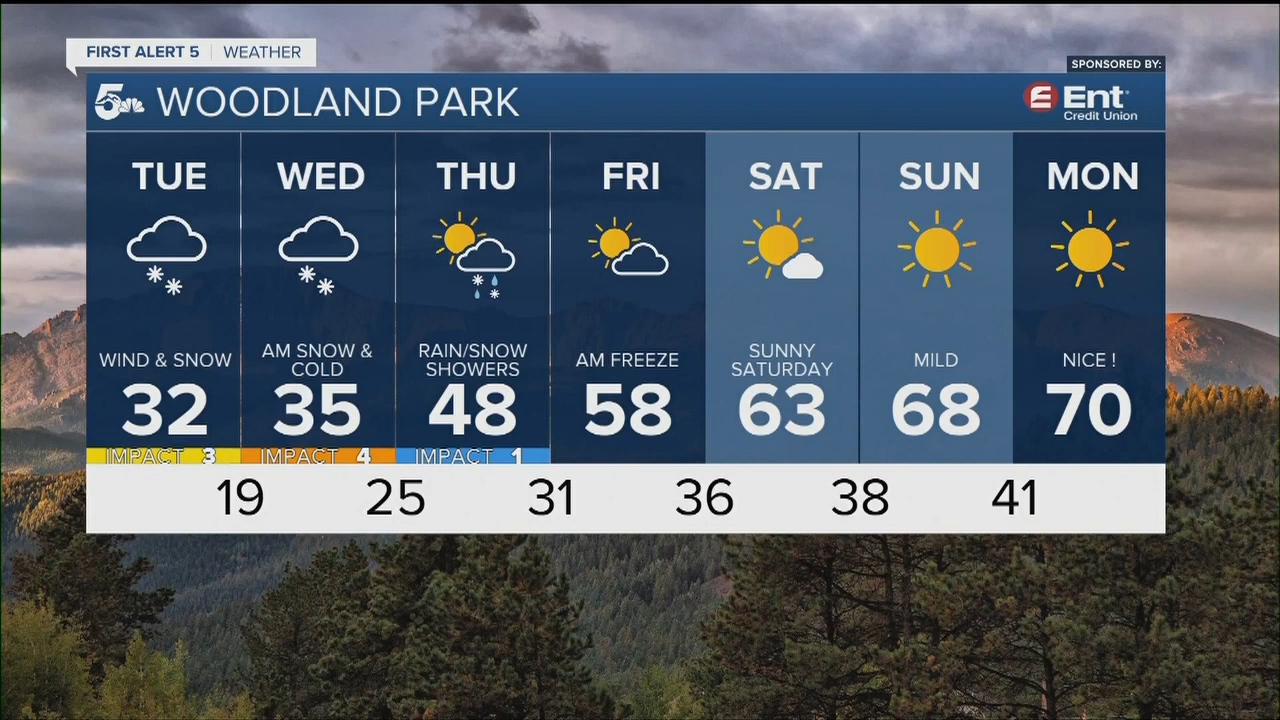 FIRST ALERT 5 | WEATHER
SPONSORED BY:
5 WOODLAND PARK
Ent
Credit Union
TUE WED THU FRI SAT SUN MON
WIND & SNOW
AM SNOW &
COLD
RAIN/SNOW
SHOWERS
AM FREEZE
SUNNY
SATURDAY
MILD
NICE !
32 35 48 58 63 68 70
IMPACT 3 IMPACT 4 IMPACT 1
19 25 31 36 38 41